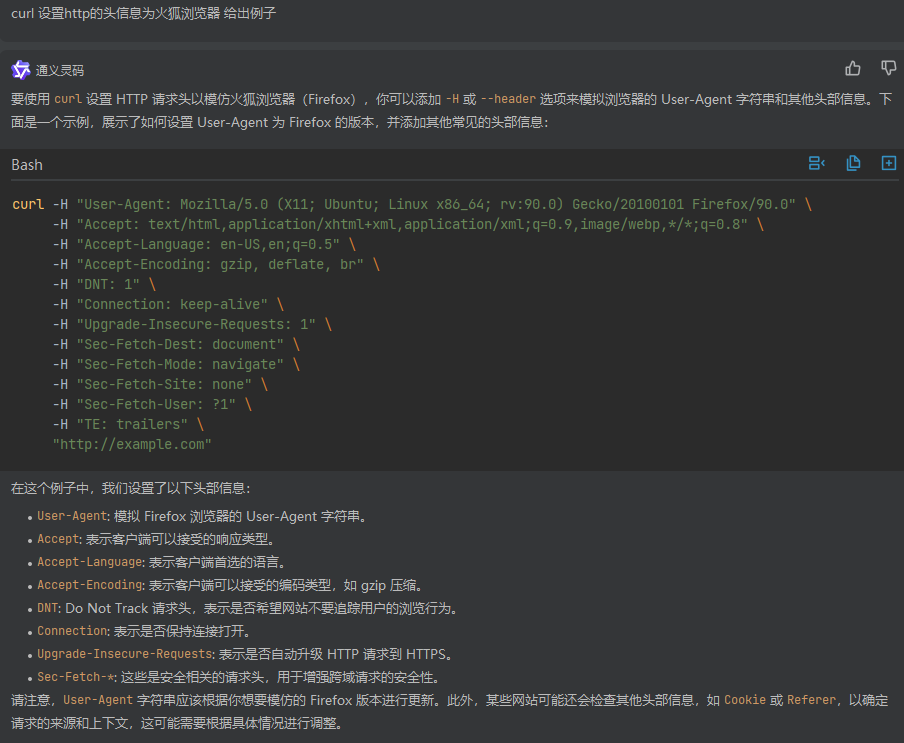 curl 设置http的头信息为火狐浏览器 给出例子
通义灵码
要使用 curl 设置 HTTP 请求头以模仿火狐浏览器（Firefox），你可以添加 -H 或 --header 选项来模拟浏览器的 User-Agent 字符串和其他头部信息。下
面是一个示例，展示了如何设置 User-Agent 为 Firefox 的版本，并添加其他常见的头部信息：
Bash
curl -H "User-Agent: Mozilla/5.0 (X11; Ubuntu; Linux x86_64; rv:90.0) Gecko/20100101 Firefox/90.0" \
-H "Accept: text/html,application/xhtml+xml,application/xml;q=0.9,image/webp,*/*;q=0.8" \
-H "Accept-Language: en-US,en;q=0.5" \
-H "Accept-Encoding: gzip, deflate, br" \
-H "DNT: 1" \
-H "Connection: keep-alive" \
-H "Upgrade-Insecure-Requests: 1" \
-H "Sec-Fetch-Dest: document" \
-H "Sec-Fetch-Mode: navigate" \
-H "Sec-Fetch-Site: none" \
-H "Sec-Fetch-User: ?1" \
-H "TE: trailers" \
"http://example.com"
在这个例子中，我们设置了以下头部信息：
• User-Agent: 模拟 Firefox 浏览器的 User-Agent 字符串。
• Accept: 表示客户端可以接受的响应类型。
• Accept-Language: 表示客户端首选的语言。
• Accept-Encoding: 表示客户端可以接受的编码类型，如 gzip 压缩。
• DNT: Do Not Track 请求头，表示是否希望网站不要追踪用户的浏览行为。
• Connection: 表示是否保持连接打开。
• Upgrade-Insecure-Requests: 表示是否自动升级 HTTP 请求到 HTTPS。
• Sec-Fetch-*: 这些是安全相关的请求头，用于增强跨域请求的安全性。
请注意，User-Agent 字符串应该根据你想要模仿的 Firefox 版本进行更新。此外，某些网站可能还会检查其他头部信息，如 Cookie 或 Referer，以确定
请求的来源和上下文，这可能需要根据具体情况进行调整。